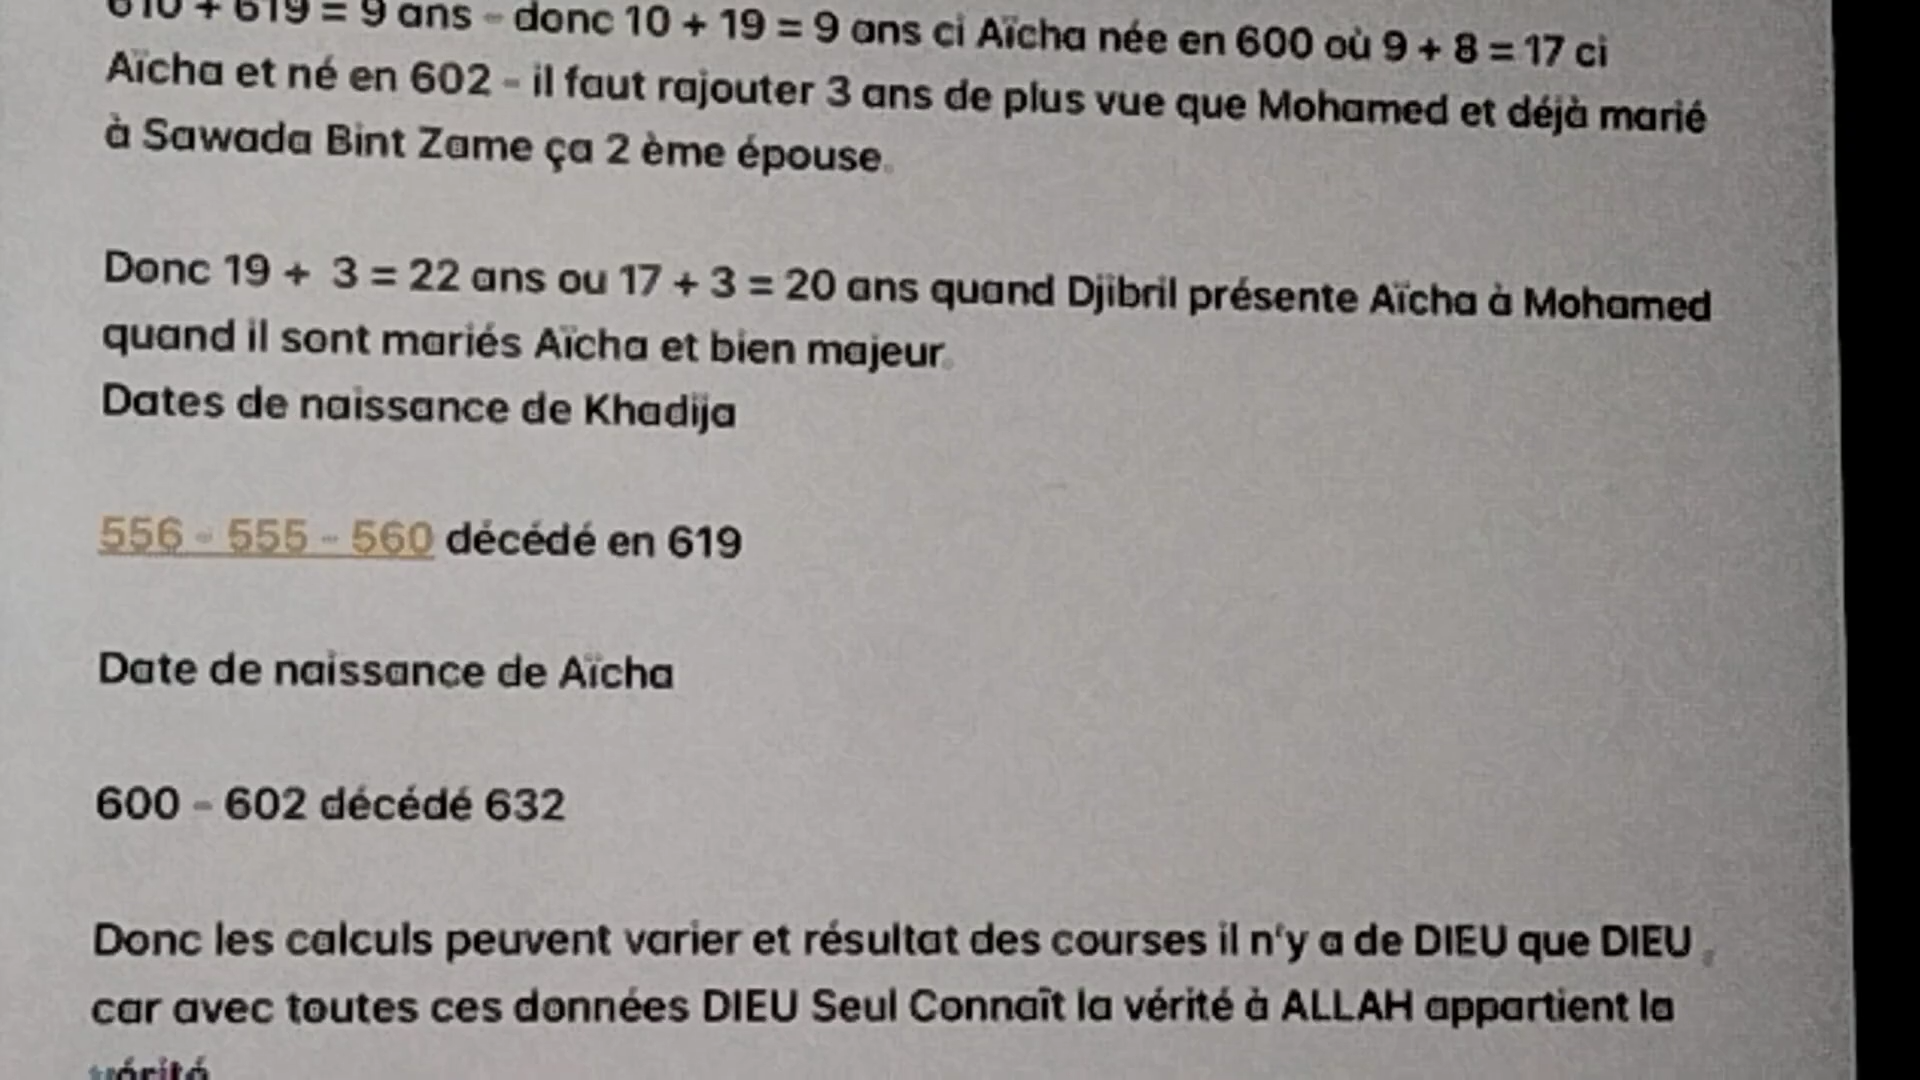 610 + 619 = 9 ans - donc 10 + 19 = 9 ans ci Aïcha née en 600 où 9 + 8 = 17 ci
Aïcha et né en 602 - il faut rajouter 3 ans de plus vue que Mohamed et déjà marié
à Sawada Bint Zame ça 2 ème épouse.
Donc 19 + 3 = 22 ans ou 17 + 3 = 20 ans quand Djibril présente Aïcha à Mohamed
quand il sont mariés Aïcha et bien majeur.
Dates de naissance de Khadija
556 - 555 - 560 décédé en 619
Date de naissance de Aïcha
600 - 602 décédé 632
Donc les calculs peuvent varier et résultat des courses il n'y a de DIEU que DIEU ,
car avec toutes ces données DIEU Seul Connaît la vérité à ALLAH appartient la
vérité